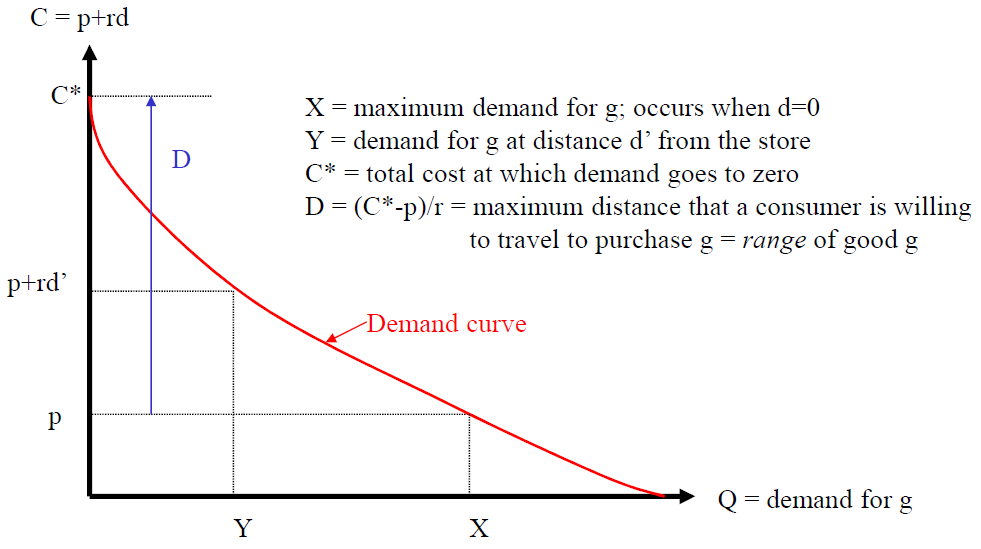 C = p+rd
C*
D
X = maximum demand for g; occurs when d=0
Y = demand for g at distance d’ from the store
C* = total cost at which demand goes to zero
D = (C*-p)/r = maximum distance that a consumer is willing
to travel to purchase g = range of good g
p+rd’
Demand curve
p
Q = demand for g
Y
X